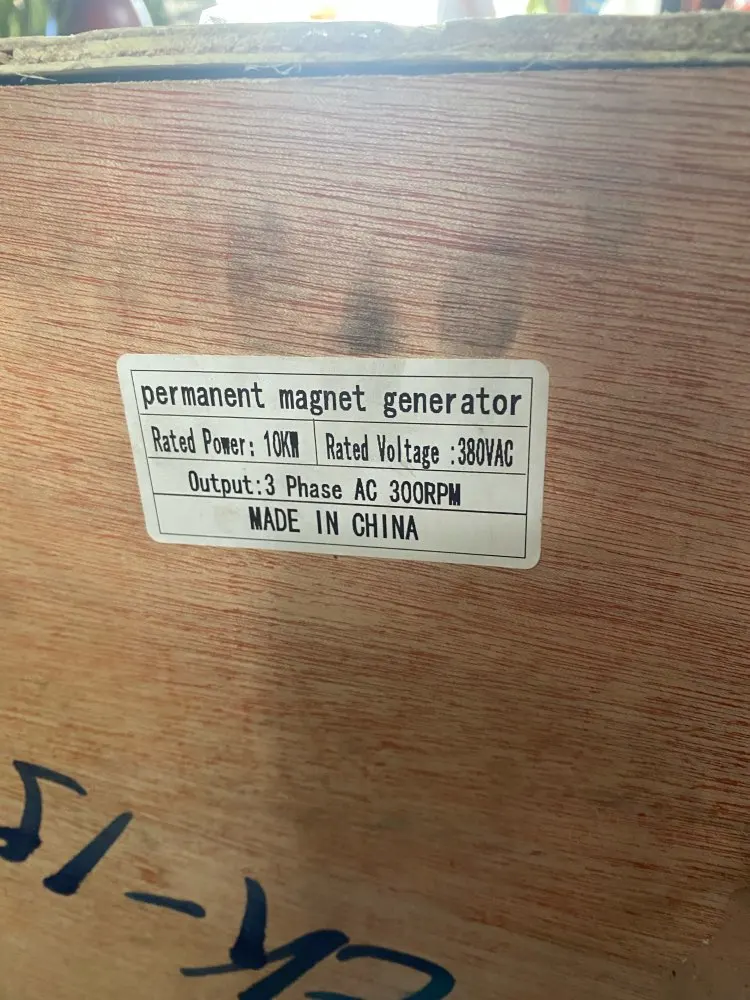 permanent magnet generator
Rated Power: 10KW Rated Voltage :380VAC
Output:3 Phase AC 300RPM
MADE IN CHINA